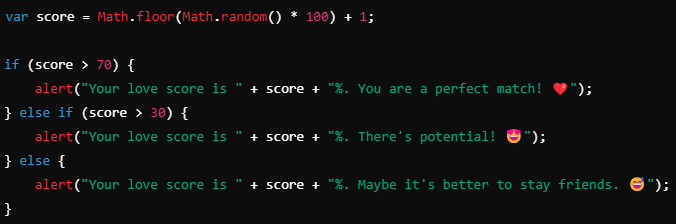 var score = Math.floor(Math.random() * 100) + 1;
if (score > 70) {
    alert("Your love score is " + score + "%. You are a perfect match! ❤️");
} else if (score > 30) {
    alert("Your love score is " + score + "%. There's potential! 😍");
} else {
    alert("Your love score is " + score + "%. Maybe it's better to stay friends. 😅");
}